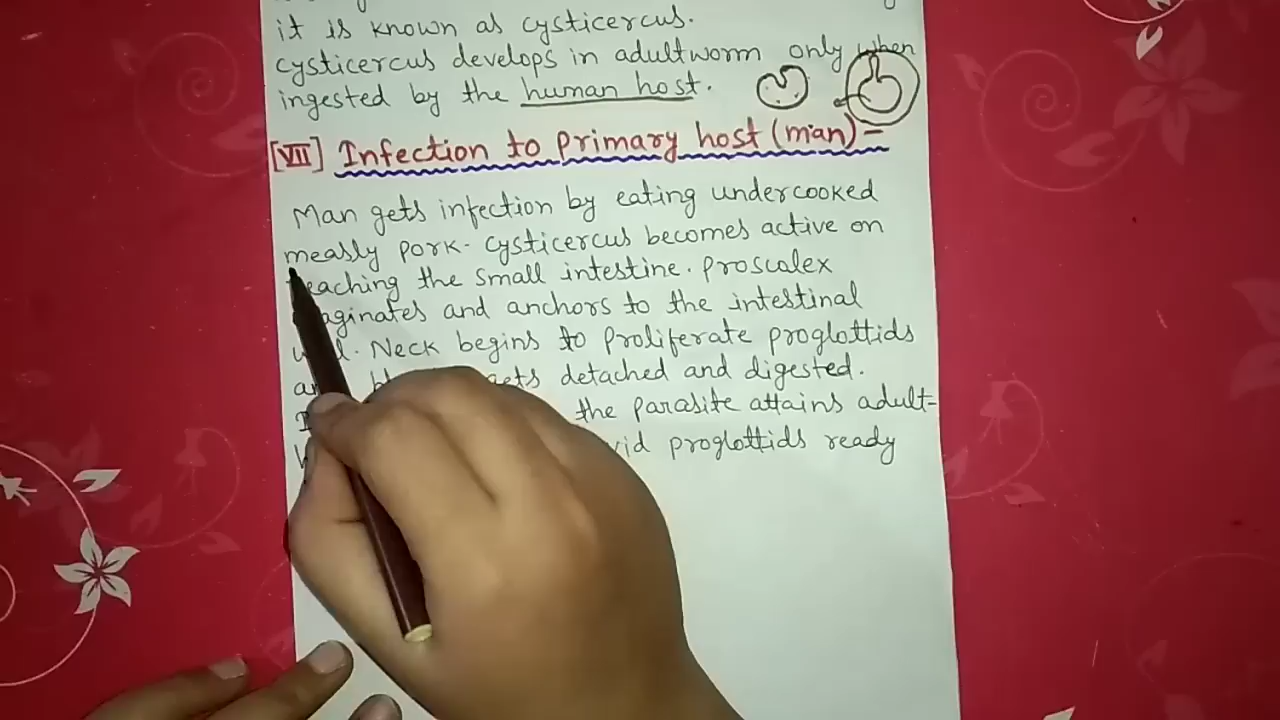 it is known as cysticercus.
cysticercus develops in adultworm only when
ingested by the human host.
[VII] Infection to primary host (man) -
Man gets infection by eating undercooked
measly pork. Cysticercus becomes active on
reaching the small intestine. Proscolex
and anchors to the intestinal
Neck begins to proliferate proglottids
gets detached and digested.
the parasite attains adult-
proglottids ready